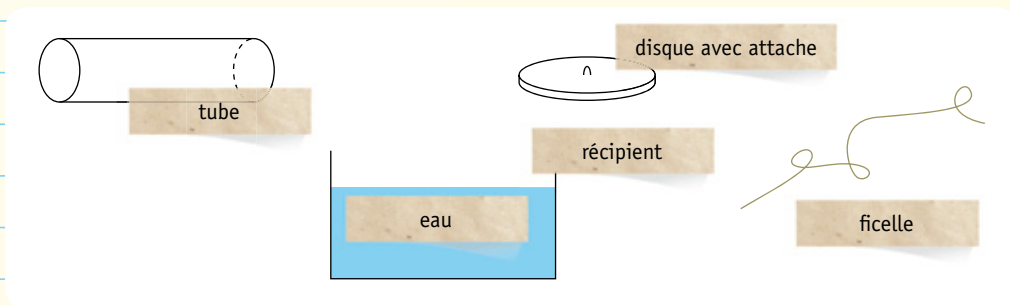 disque avec attache
tube
récipient
eau
ficelle